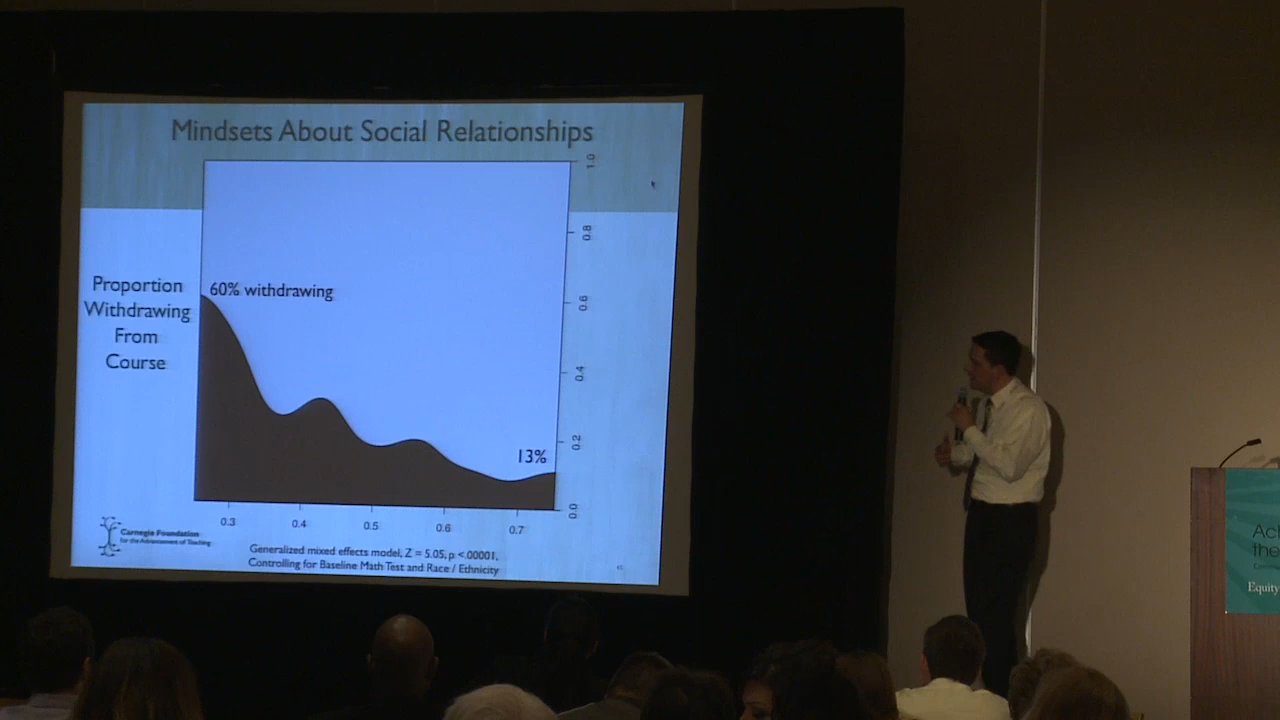 Mindsets About Social Relationships
1.0
0.8
0.6
0.4
0.2
0.0
Proportion
Withdrawing
From
Course
60% withdrawing
13%
0.3 0.4 0.5 0.6 0.7
Carnegie Foundation
for the Advancement of Teaching
Generalized mixed effects model, Z = 5.05, p <.00001,
Controlling for Baseline Math Test and Race / Ethnicity
Equity